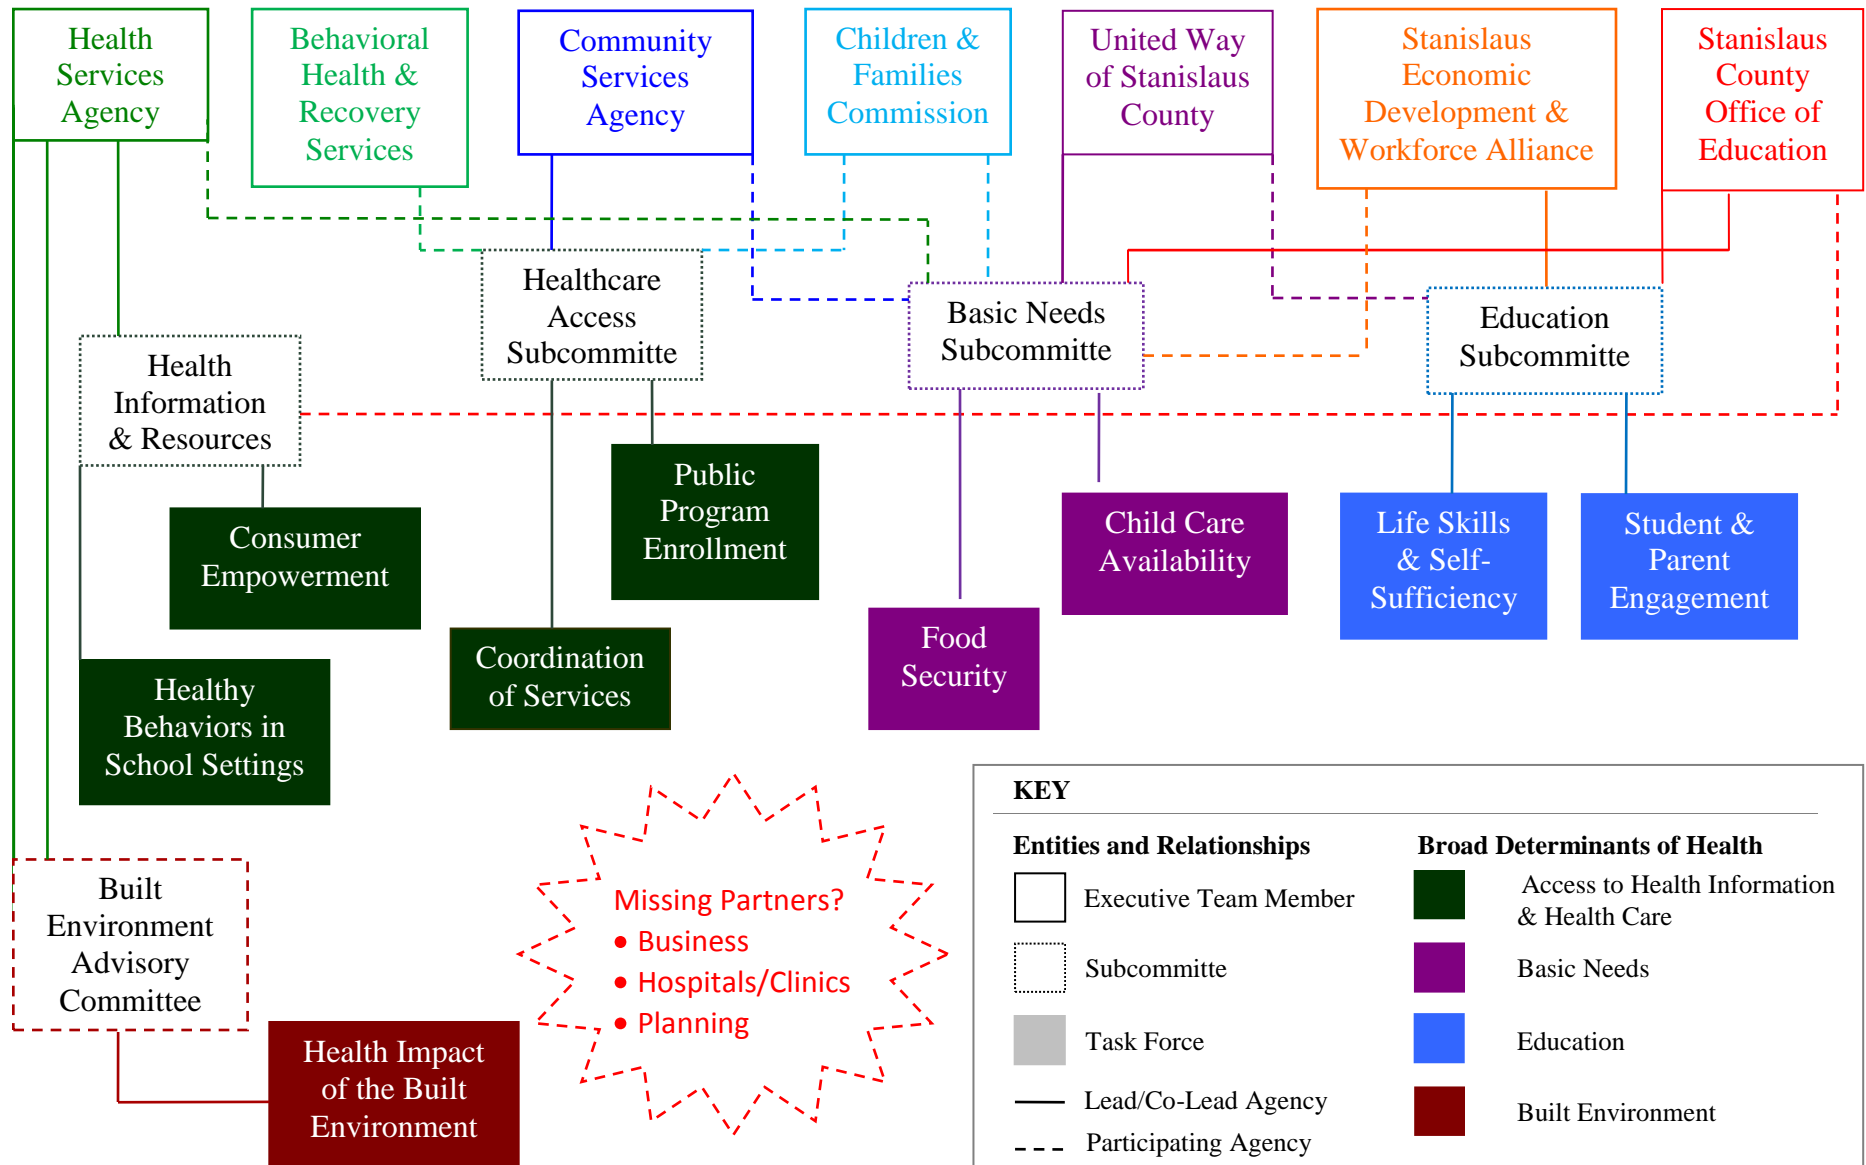 Health
Services
Agency
Behavioral
Health &
Recovery
Services
Community
Services
Agency
Children &
Families
Commission
United Way
of Stanislaus
County
Stanislaus
Economic
Development &
Workforce Alliance
Stanislaus
County
Office of
Education
Health
Information
& Resources
Healthcare
Access
Subcommitte
Basic Needs
Subcommitte
Education
Subcommitte
Consumer
Empowerment
Public
Program
Enrollment
Child Care
Availability
Life Skills
& Self-
Sufficiency
Student &
Parent
Engagement
Healthy
Behaviors in
School Settings
Coordination
of Services
Food
Security
Built
Environment
Advisory
Committee
Health Impact
of the Built
Environment
Missing Partners?
• Business
• Hospitals/Clinics
• Planning
KEY
Entities and Relationships
Executive Team Member
Subcommitte
Task Force
Lead/Co-Lead Agency
Participating Agency
Broad Determinants of Health
Access to Health Information
& Health Care
Basic Needs
Education
Built Environment